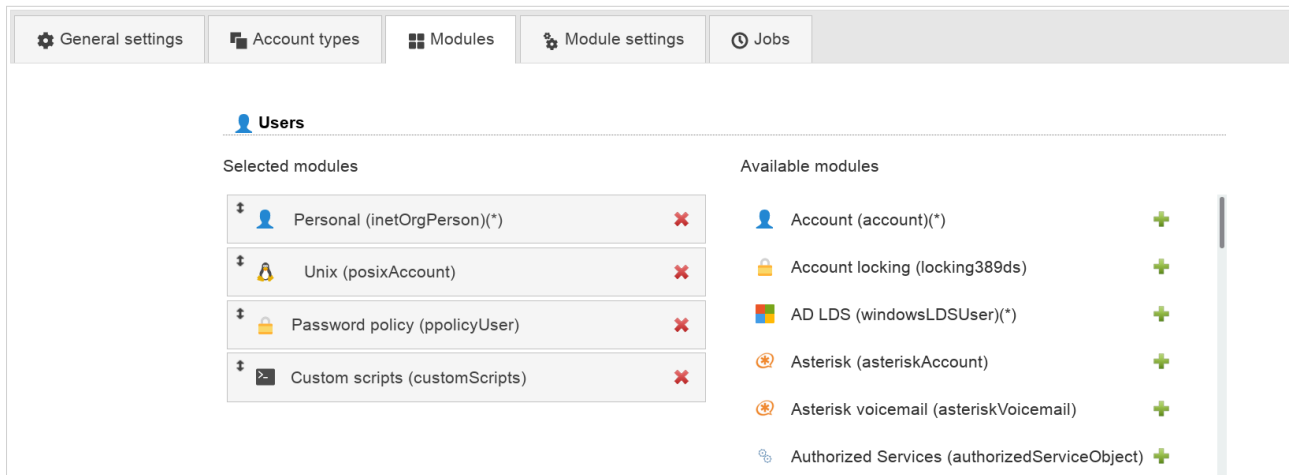 General settings
Account types
Modules
Module settings
Jobs
Users
Selected modules
Personal (inetOrgPerson)(*)
Unix (posixAccount)
Password policy (ppolicyUser)
Custom scripts (customScripts)
Available modules
Account (account)(*)
Account locking (locking389ds)
AD LDS (windowsLDSUser)(*)
Asterisk (asteriskAccount)
Asterisk voicemail (asteriskVoicemail)
Authorized Services (authorizedServiceObject)